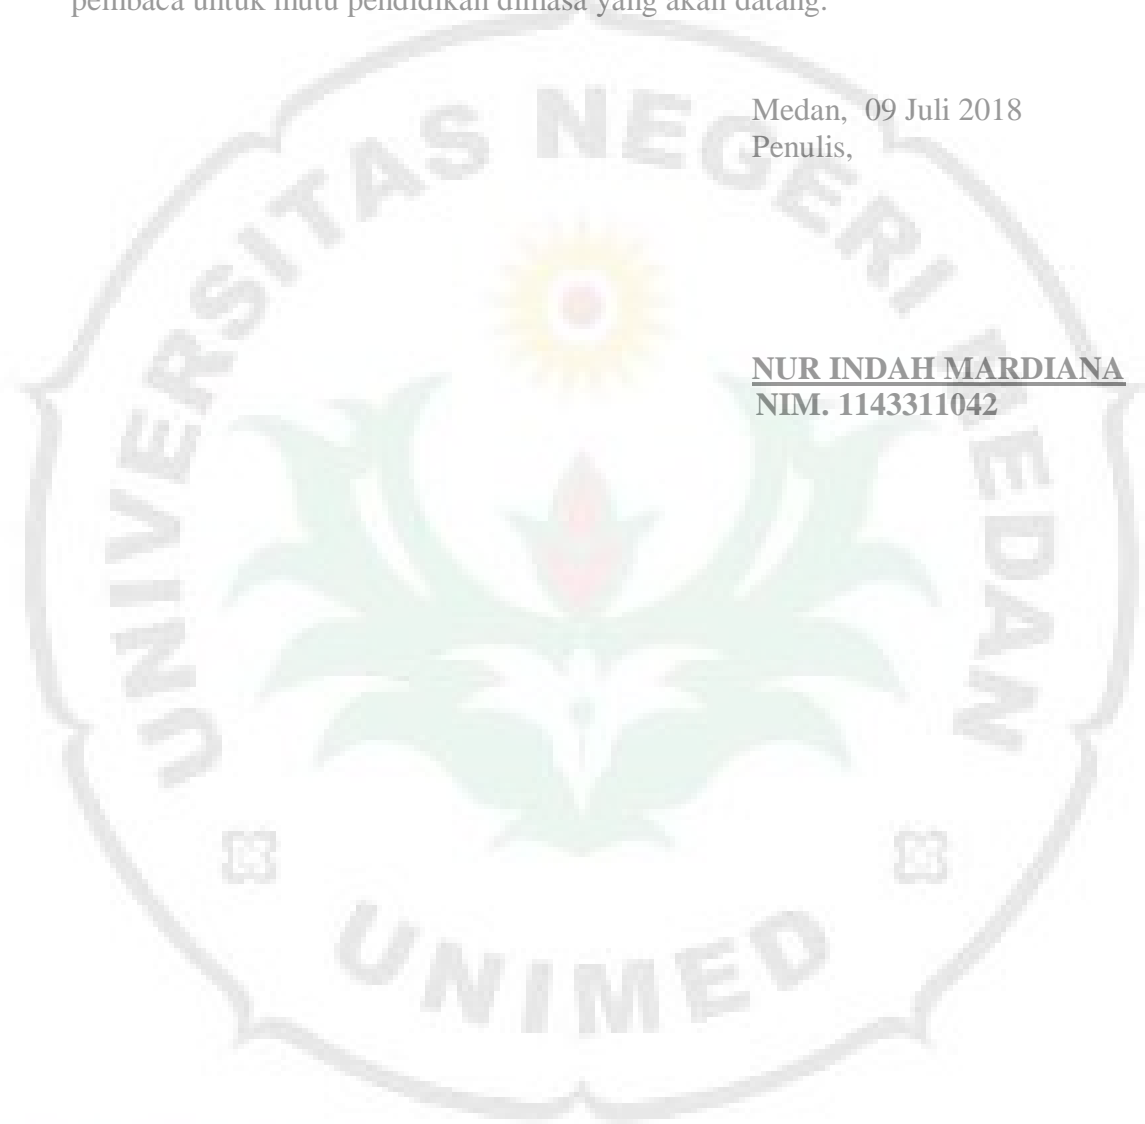 pembaca untuk mutu pendidikan dimasa yang akan datang.
Medan, 09 Juli 2018
Penulis,
NUR INDAH MARDIANA
NIM. 1143311042
UNIVERSITAS NEGERI MEDAN
UNIMED